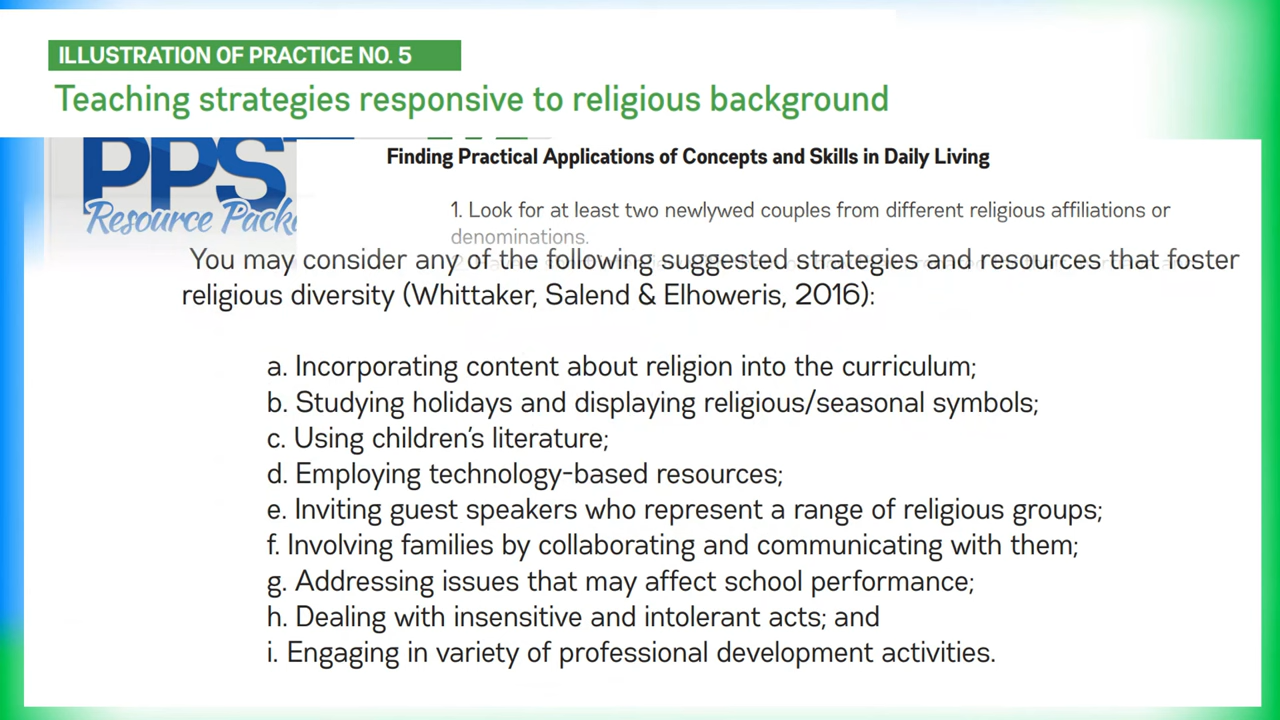 ILLUSTRATION OF PRACTICE NO. 5
Teaching strategies responsive to religious background
PPS
Resource Pack
Finding Practical Applications of Concepts and Skills in Daily Living
1. Look for at least two newlywed couples from different religious affiliations or
denominations.
You may consider any of the following suggested strategies and resources that foster
religious diversity (Whittaker, Salend & Elhoweris, 2016):
a. Incorporating content about religion into the curriculum;
b. Studying holidays and displaying religious/seasonal symbols;
c. Using children's literature;
d. Employing technology-based resources;
e. Inviting guest speakers who represent a range of religious groups;
f. Involving families by collaborating and communicating with them;
g. Addressing issues that may affect school performance;
h. Dealing with insensitive and intolerant acts; and
i. Engaging in variety of professional development activities.